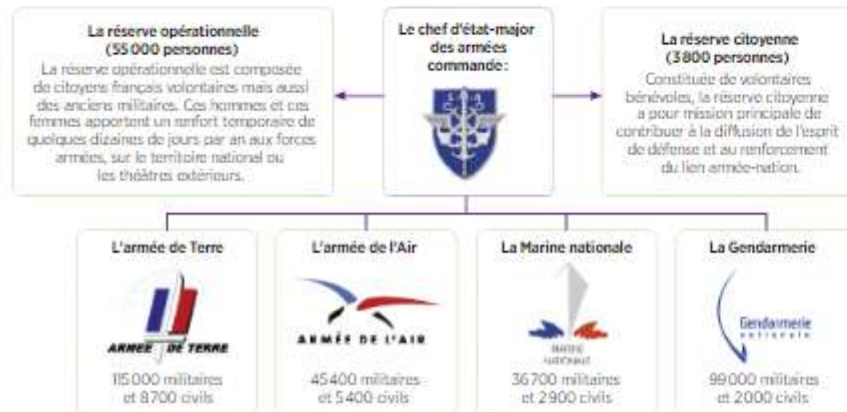 La réserve opérationnelle
(55 000 personnes)
La réserve opérationnelle est composée
de citoyens français volontaires mais aussi
des anciens militaires. Ces hommes et ces
femmes apportent un renfort temporaire de
quelques dizaines de jours par an aux forces
armées, sur le territoire national ou
les théâtres extérieurs.
Le chef d'état-major
des armées
commande :
La réserve citoyenne
(3 800 personnes)
Constituée de volontaires
bénévoles, la réserve citoyenne
a pour mission principale de
contribuer à la diffusion de l'esprit
de défense et au renforcement
du lien armée-nation.
L'armée de Terre
ARMÉE DE TERRE
115 000 militaires
et 8 700 civils
L'armée de l'Air
ARMÉE DE L'AIR
45 400 militaires
et 5 400 civils
La Marine nationale
MARINE
NATIONALE
36 700 militaires
et 2 900 civils
La Gendarmerie
Gendarmerie
nationale
99 000 militaires
et 2 000 civils